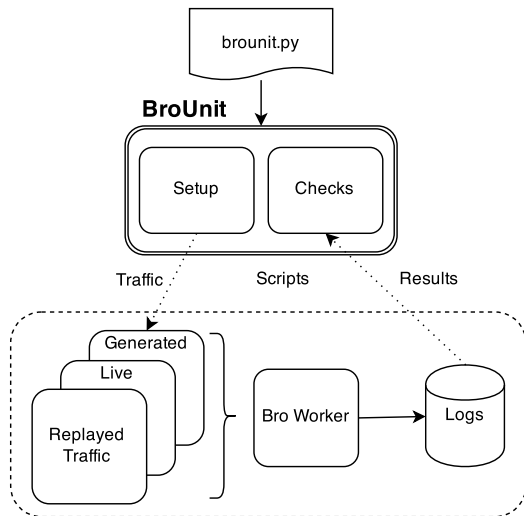 brounit.py
BroUnit
Setup
Checks
Traffic
Scripts
Results
Generated
Live
Replayed
Traffic
Bro Worker
Logs